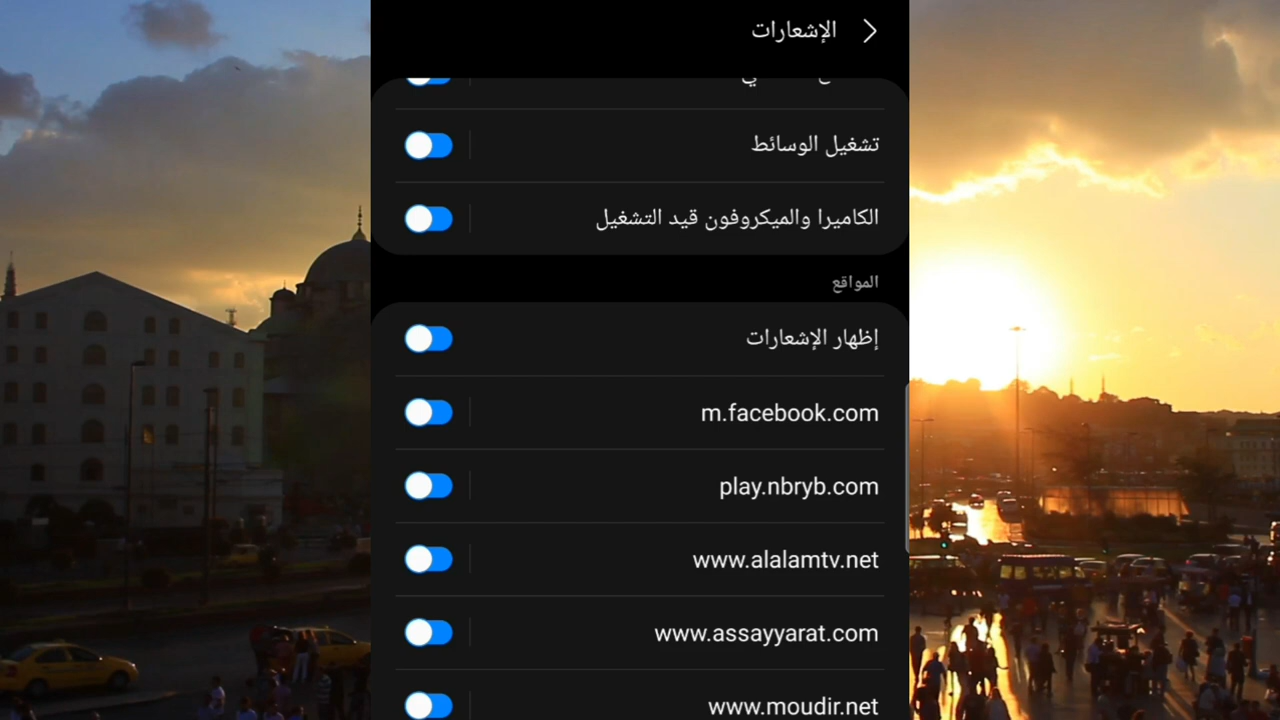 الإشعارات
تشغيل الوسائط
الكاميرا والميكروفون قيد التشغيل
المواقع
إظهار الإشعارات
m.facebook.com
play.nbryb.com
www.alalamtv.net
www.assayyarat.com
www.moudir.net